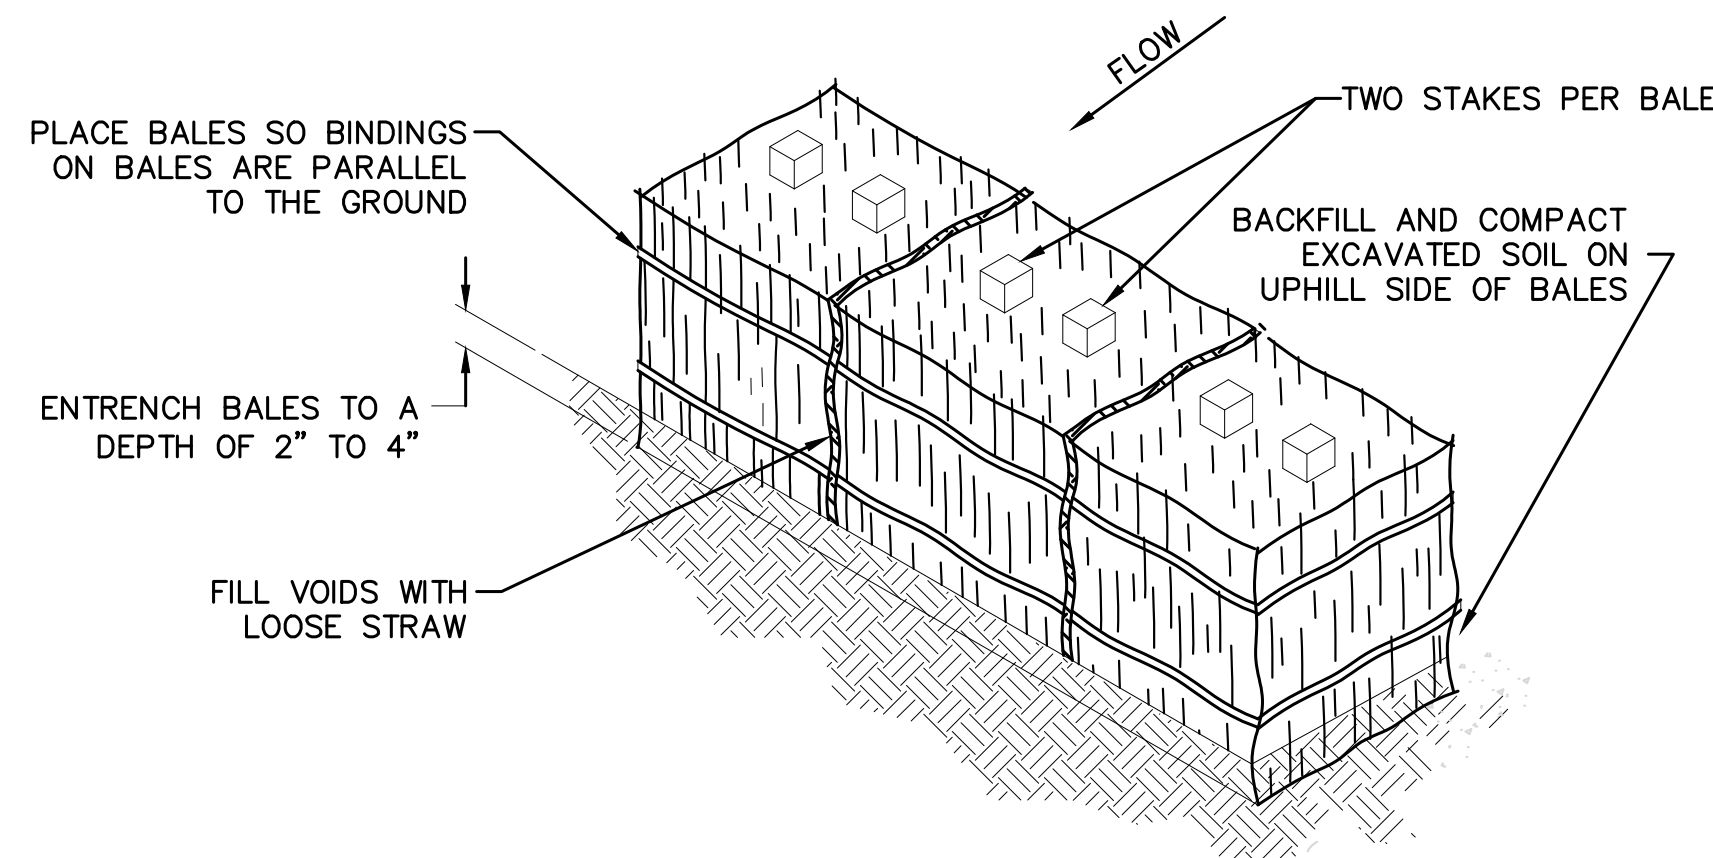 FLOW
TWO STAKES PER BALE
PLACE BALES SO BINDINGS
ON BALES ARE PARALLEL
TO THE GROUND
BACKFILL AND COMPACT
EXCAVATED SOIL ON
UPHILL SIDE OF BALES
ENTRENCH BALES TO A
DEPTH OF 2” TO 4”
FILL VOIDS WITH
LOOSE STRAW